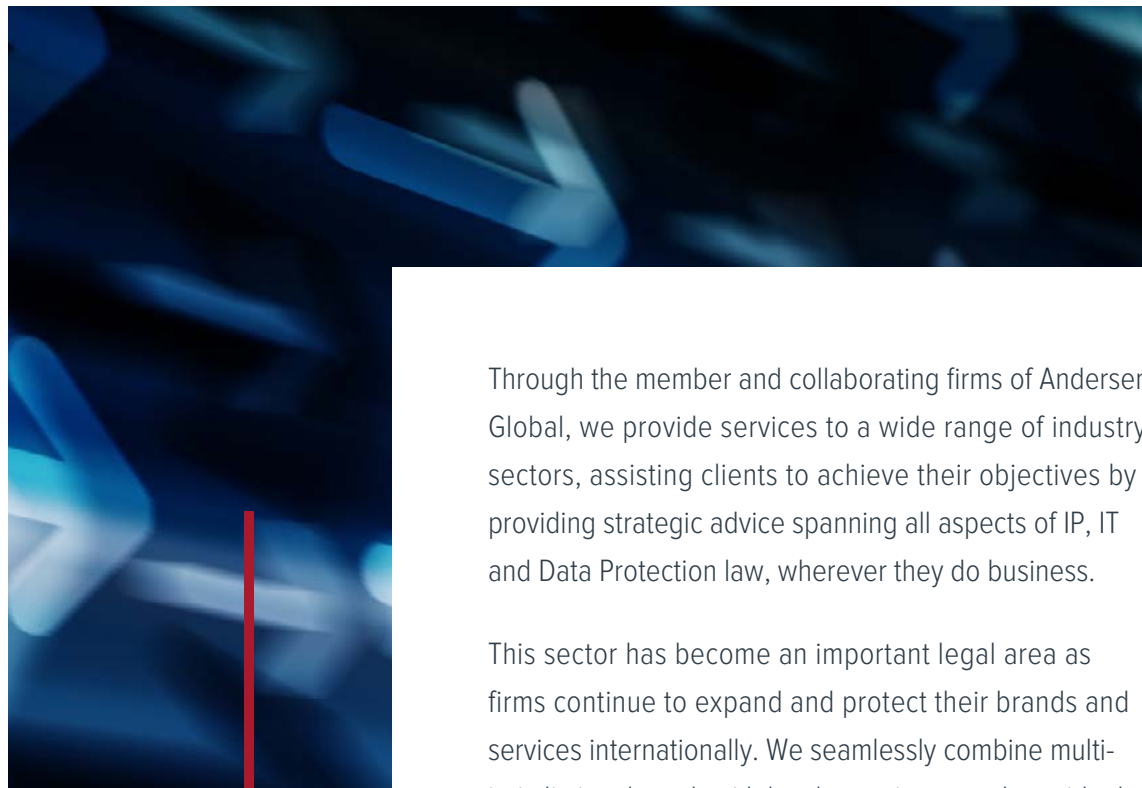 Through the member and collaborating firms of Andersen
Global, we provide services to a wide range of industry
sectors, assisting clients to achieve their objectives by
providing strategic advice spanning all aspects of IP, IT
and Data Protection law, wherever they do business.
This sector has become an important legal area as
firms continue to expand and protect their brands and
services internationally. We seamlessly combine multi-